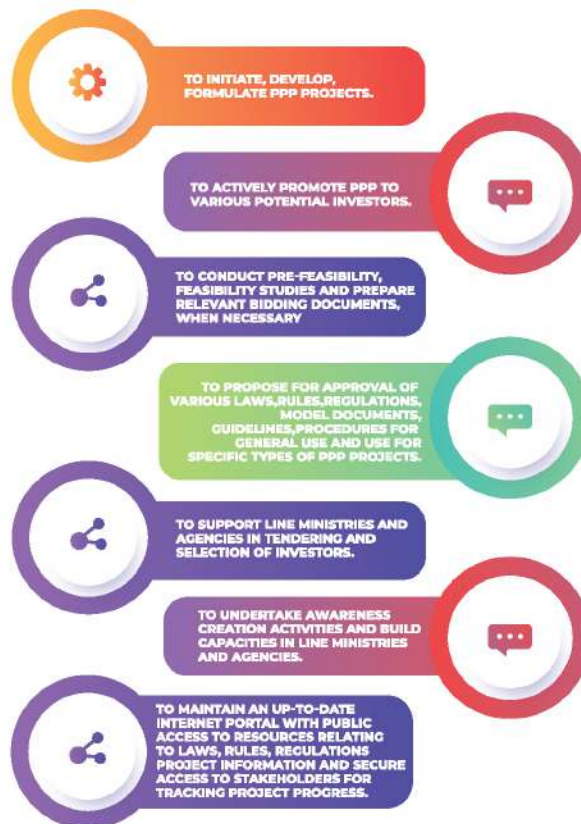 TO INITIATE, DEVELOP,
FORMULATE PPP PROJECTS.
TO ACTIVELY PROMOTE PPP TO
VARIOUS POTENTIAL INVESTORS.
TO CONDUCT PRE-FEASIBILITY,
FEASIBILITY STUDIES AND PREPARE
RELEVANT BIDDING DOCUMENTS,
WHEN NECESSARY
TO PROPOSE FOR APPROVAL OF
VARIOUS LAWS,RULES,REGULATIONS,
MODEL DOCUMENTS,
GUIDELINES,PROCEDURES FOR
GENERAL USE AND USE FOR
SPECIFIC TYPES OF PPP PROJECTS.
TO SUPPORT LINE MINISTRIES AND
AGENCIES IN TENDERING AND
SELECTION OF INVESTORS.
TO UNDERTAKE AWARENESS
CREATION ACTIVITIES AND BUILD
CAPACITIES IN LINE MINISTRIES
AND AGENCIES.
TO MAINTAIN AN UP-TO-DATE
INTERNET PORTAL WITH PUBLIC
ACCESS TO RESOURCES RELATING
TO LAWS, RULES, REGULATIONS
PROJECT INFORMATION AND SECURE
ACCESS TO STAKEHOLDERS FOR
TRACKING PROJECT PROGRESS.